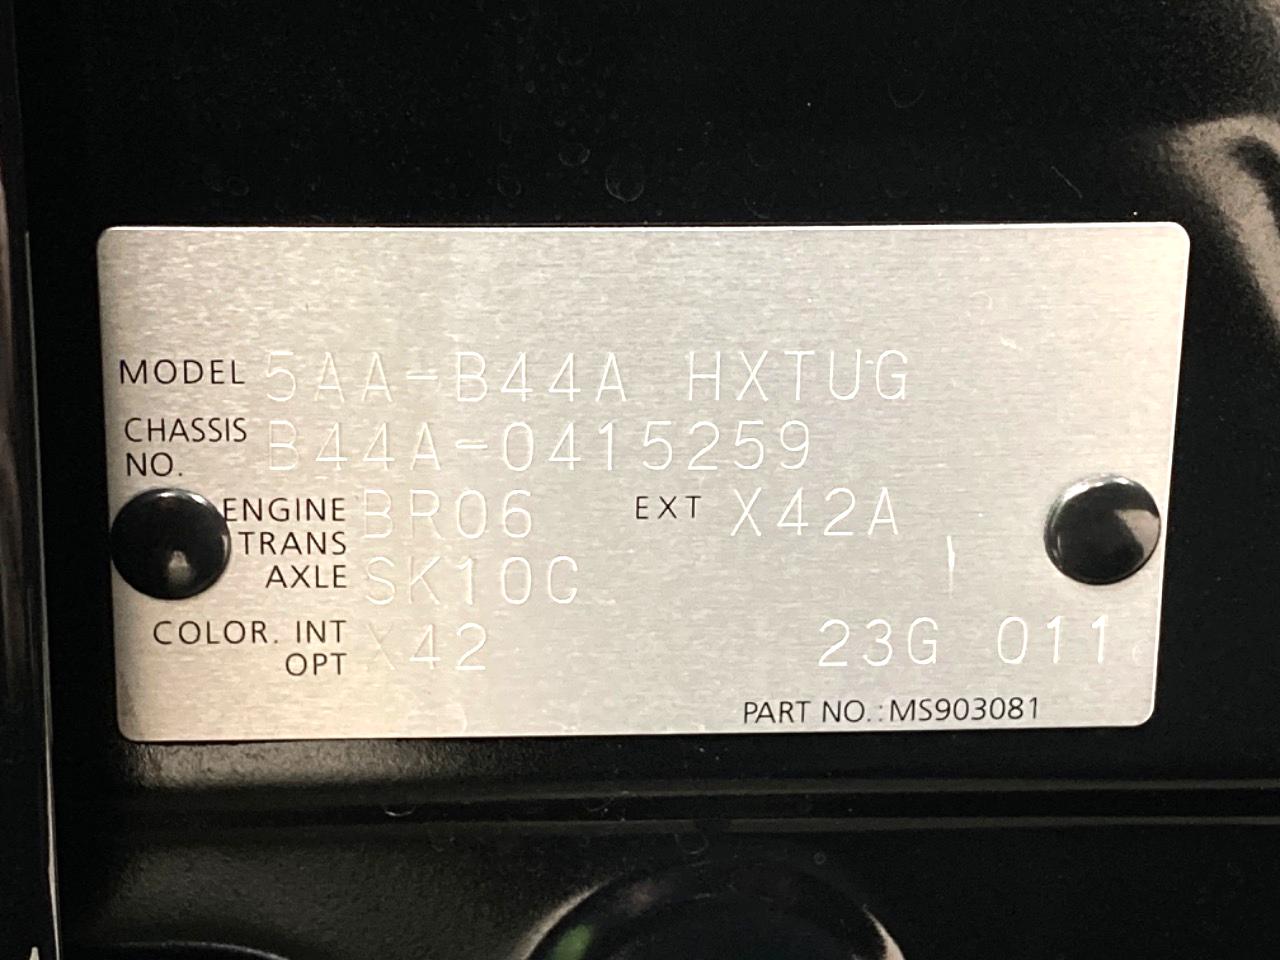 MODEL 5AA-B44A HXTUG
CHASSIS NO. B44A-0415259
ENGINE BR06 EXT X42A
TRANS AXLE SK10C
COLOR. INT X42
OPT 23G 011
PART NO.:MS903081